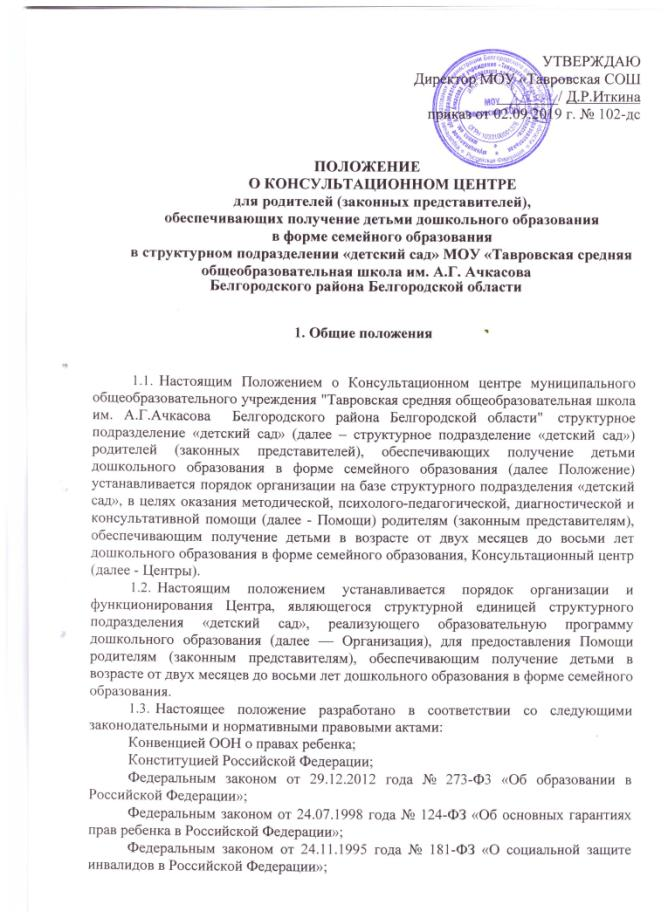 УТВЕРЖДАЮ
Директор МОУ «Тавровская СОШ
// Д.Р.Иткина
приказ от 02.09.2019 г. № 102-дс
МОУ
ПОЛОЖЕНИЕ
О КОНСУЛЬТАЦИОННОМ ЦЕНТРЕ
для родителей (законных представителей),
обеспечивающих получение детьми дошкольного образования
в форме семейного образования
в структурном подразделении «детский сад» МОУ «Тавровская средняя
общеобразовательная школа им. А.Г. Ачкасова
Белгородского района Белгородской области
1. Общие положения
1.1. Настоящим Положением о Консультационном центре муниципального
общеобразовательного учреждения "Тавровская средняя общеобразовательная школа
им. А.Г.Ачкасова Белгородского района Белгородской области" структурное
подразделение «детский сад» (далее – структурное подразделение «детский сад»)
родителей (законных представителей), обеспечивающих получение детьми
дошкольного образования в форме семейного образования (далее Положение)
устанавливается порядок организации на базе структурного подразделения «детский
сад», в целях оказания методической, психолого-педагогической, диагностической и
консультативной помощи (далее - Помощи) родителям (законным представителям),
обеспечивающим получение детьми в возрасте от двух месяцев до восьми лет
дошкольного образования в форме семейного образования, Консультационный центр
(далее - Центры).
1.2. Настоящим положением устанавливается порядок организации и
функционирования Центра, являющегося структурной единицей структурного
подразделения «детский сад», реализующего образовательную программу
дошкольного образования (далее — Организация), для предоставления Помощи
родителям (законным представителям), обеспечивающим получение детьми в
возрасте от двух месяцев до восьми лет дошкольного образования в форме семейного
образования.
1.3. Настоящее положение разработано в соответствии со следующими
законодательными и нормативными правовыми актами:
Конвенцией ООН о правах ребенка;
Конституцией Российской Федерации;
Федеральным законом от 29.12.2012 года № 273-ФЗ «Об образовании в
Российской Федерации»;
Федеральным законом от 24.07.1998 года № 124-ФЗ «Об основных гарантиях
прав ребенка в Российской Федерации»;
Федеральным законом от 24.11.1995 года № 181-ФЗ «О социальной защите
инвалидов в Российской Федерации»;